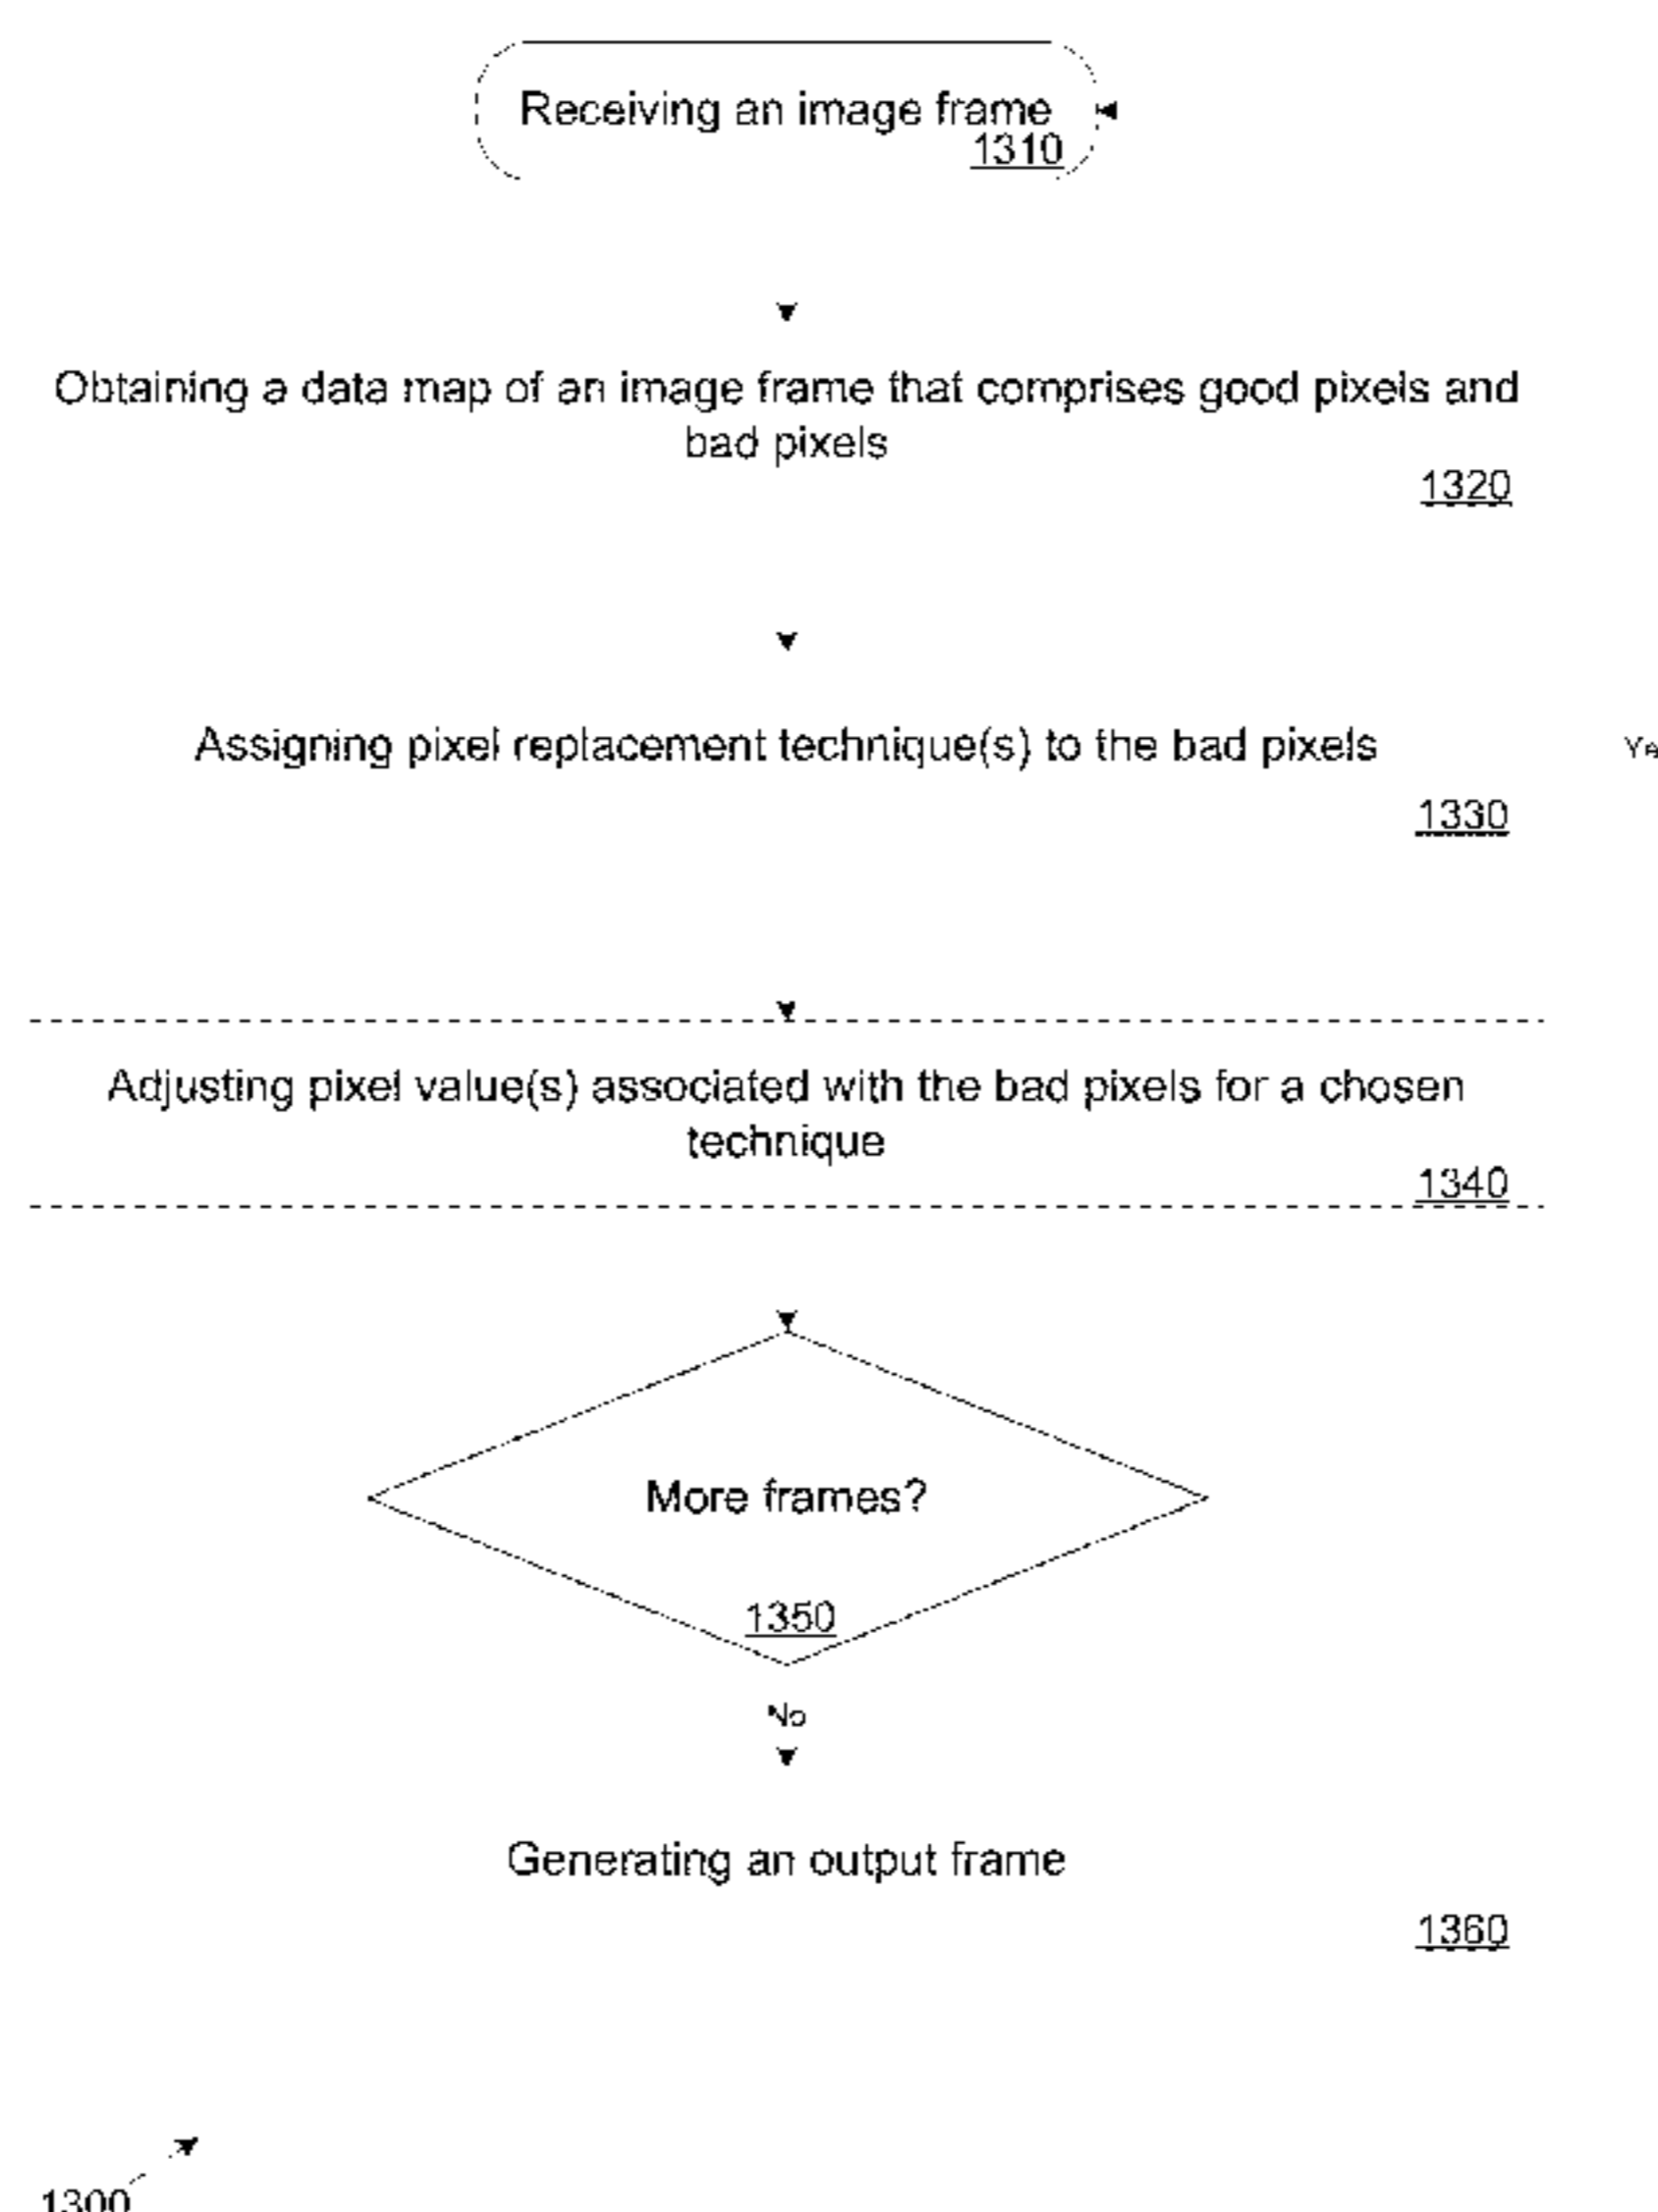 Receiving an image frame
1310
Obtaining a data map of an image frame that comprises good pixels and
bad pixels
1320
Assigning pixel replacement technique(s) to the bad pixels
1330
Adjusting pixel value(s) associated with the bad pixels for a chosen
technique
1340
More frames?
1350
No
Generating an output frame
1360
1300